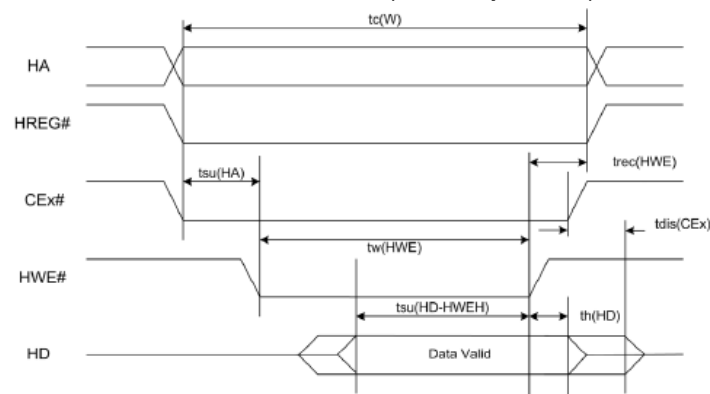 tc(W)
HA
HREG#
trec(HWE)
tsu(HA)
CEx#
tdis(CEx)
tw(HWE)
HWE#
tsu(HD-HWEH)
th(HD)
HD
Data Valid